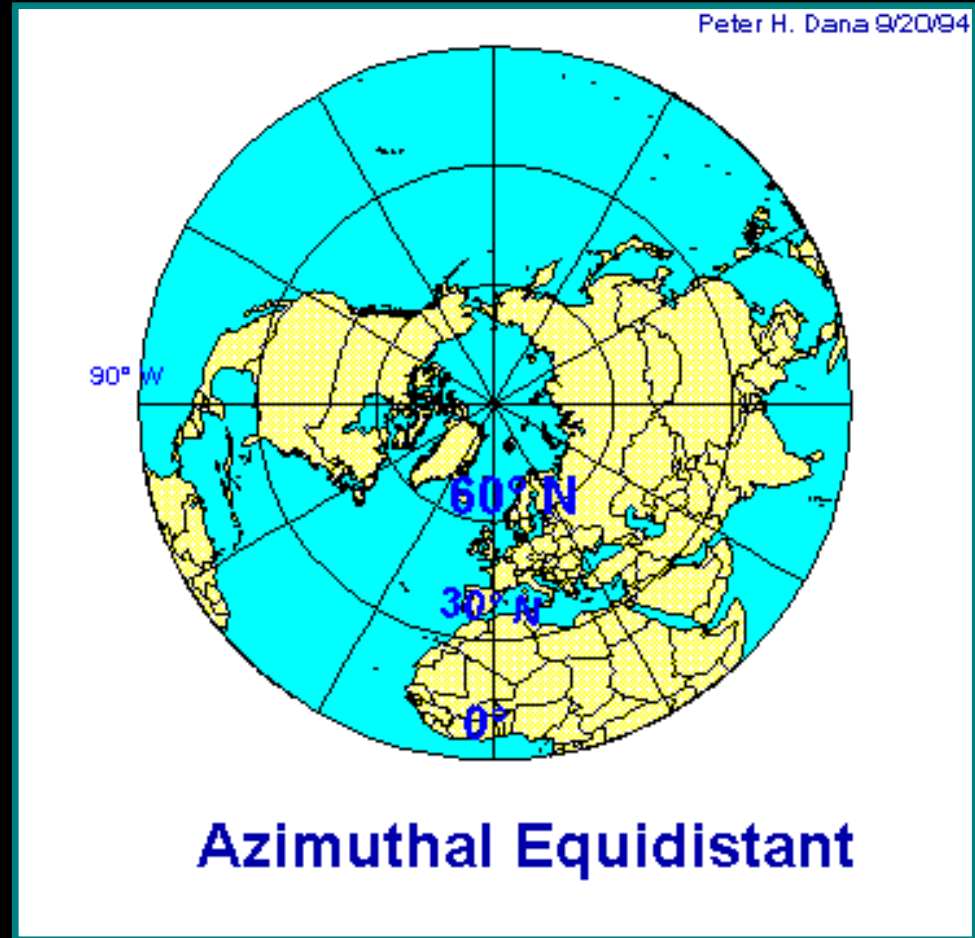 Peter H. Dana 9/20/94
90° W
60° N
30° N
0°
Azimuthal Equidistant